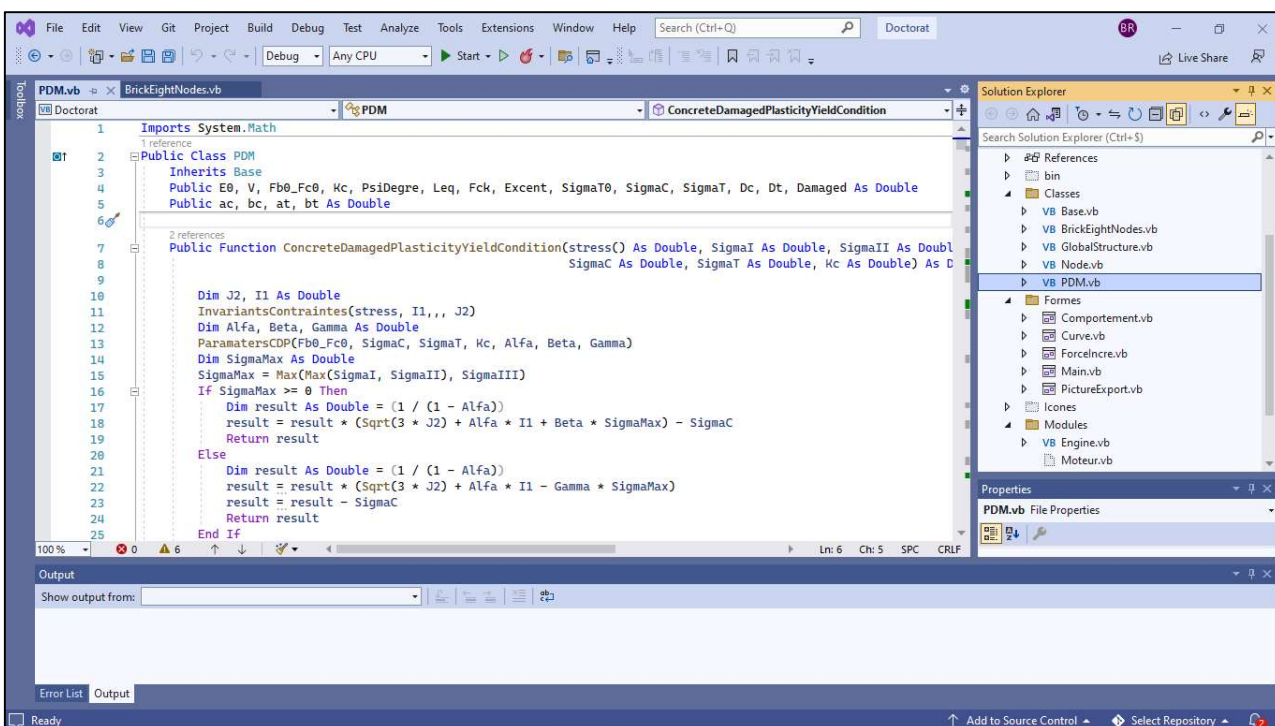 File Edit View Git Project Build Debug Test Analyze Tools Extensions Window Help Search (Ctrl+Q) Doctorat BR
Debug Any CPU Start Live Share
Toolbox
PDM.vb BrickEightNodes.vb
Doctorat PDM ConcreteDamagedPlasticityYieldCondition
1 Imports System.Math
1 reference
2 Public Class PDM
3 Inherits Base
4 Public E0, V, Fb0_Fc0, Kc, PsiDegre, Leq, Fck, Excent, SigmaT0, SigmaC, SigmaT, Dc, Dt, Damaged As Double
5 Public ac, bc, at, bt As Double
6
2 references
7 Public Function ConcreteDamagedPlasticityYieldCondition(stress() As Double, SigmaI As Double, SigmaII As Doubl
8 SigmaC As Double, SigmaT As Double, Kc As Double) As D
9
10 Dim J2, I1 As Double
11 InvariantsContraintes(stress, I1,,, J2)
12 Dim Alfa, Beta, Gamma As Double
13 ParamatersCDP(Fb0_Fc0, SigmaC, SigmaT, Kc, Alfa, Beta, Gamma)
14 Dim SigmaMax As Double
15 SigmaMax = Max(Max(SigmaI, SigmaII), SigmaIII)
16 If SigmaMax >= 0 Then
17 Dim result As Double = (1 / (1 - Alfa))
18 result = result * (Sqrt(3 * J2) + Alfa * I1 + Beta * SigmaMax) - SigmaC
19 Return result
20 Else
21 Dim result As Double = (1 / (1 - Alfa))
22 result = result * (Sqrt(3 * J2) + Alfa * I1 - Gamma * SigmaMax)
23 result = result - SigmaC
24 Return result
25 End If
100 % 0 6 Ln: 6 Ch: 5 SPC CRLF
Solution Explorer
Search Solution Explorer (Ctrl+$)
References
bin
Classes
VB Base.vb
VB BrickEightNodes.vb
VB GlobalStructure.vb
VB Node.vb
VB PDM.vb
Formes
Comportement.vb
Curve.vb
ForceIncre.vb
Main.vb
PictureExport.vb
Icones
Modules
VB Engine.vb
Moteur.vb
Properties
PDM.vb File Properties
Output
Show output from:
Error List Output
Ready Add to Source Control Select Repository 2